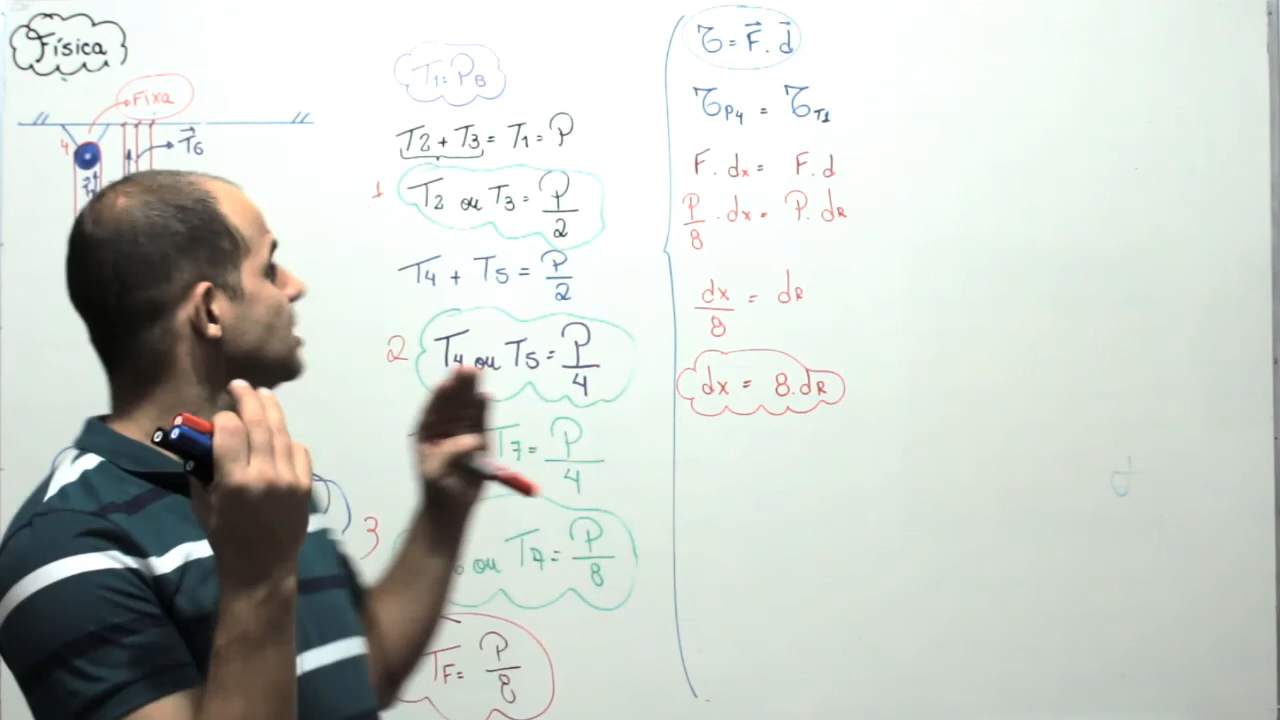 Física
Fixa
4
T⃗6
T1 = PB
T2 + T3 = T1 = P
1
T2 ou T3 = P/2
T4 + T5 = P/2
2
T4 ou T5 = P/4
T7 = P/4
3
ou T7 = P/8
TF = P/8
τ = F⃗ . d⃗
τP4 = τT1
F . dx = F . d
P/8 . dx = P . dR
dx/8 = dR
dx = 8 . dR
d